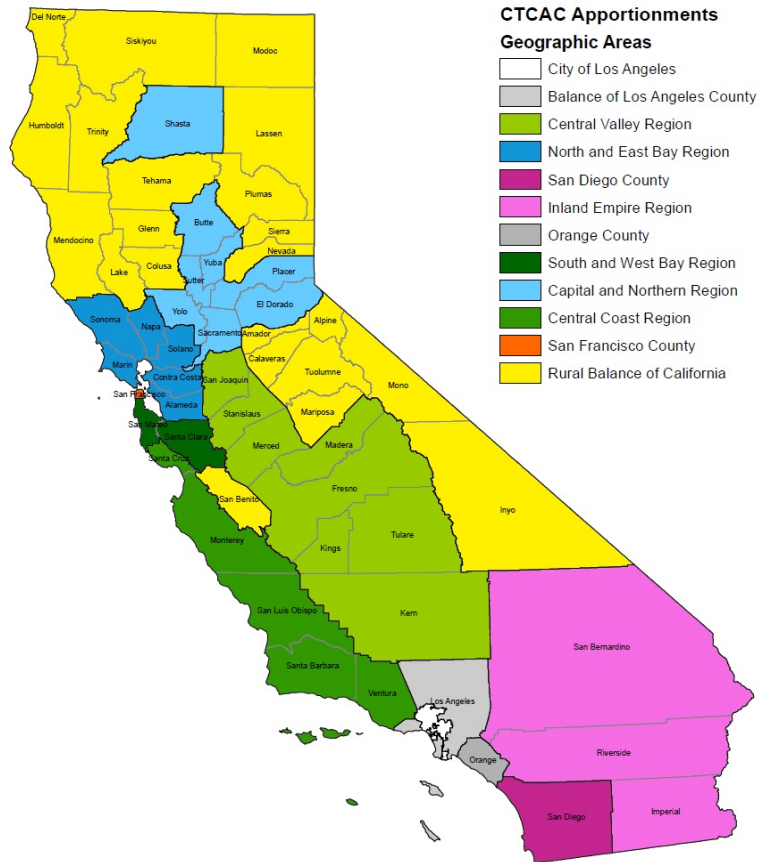 CTCAC Apportionments
Geographic Areas
City of Los Angeles
Balance of Los Angeles County
Central Valley Region
North and East Bay Region
San Diego County
Inland Empire Region
Orange County
South and West Bay Region
Capital and Northern Region
Central Coast Region
San Francisco County
Rural Balance of California
Del Norte
Siskiyou
Modoc
Humboldt
Trinity
Shasta
Lassen
Tehama
Plumas
Mendocino
Glenn
Butte
Sierra
Lake
Colusa
Yuba
Nevada
Sutter
Placer
Sonoma
Napa
Yolo
El Dorado
Sacramento
Amador
Alpine
Solano
Marin
Calaveras
Contra Costa
San Joaquin
Tuolumne
Mono
San Francisco
Alameda
Stanislaus
Mariposa
San Mateo
Santa Clara
Merced
Madera
Santa Cruz
Fresno
San Benito
Inyo
Monterey
Kings
Tulare
San Luis Obispo
Kern
San Bernardino
Santa Barbara
Ventura
Los Angeles
Riverside
Orange
San Diego
Imperial